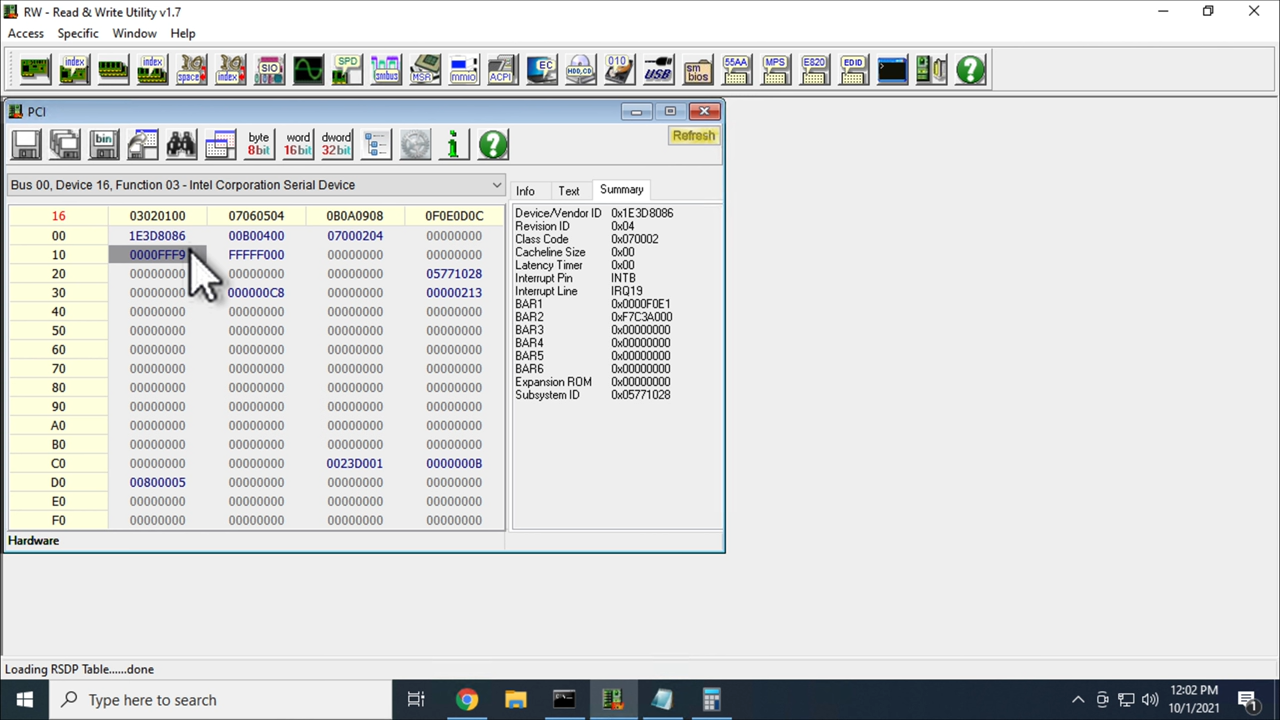 RW - Read & Write Utility v1.7
Access Specific Window Help
index index space index SIO SPD smbus MSR mmio ACPI EC HDD,CD 010 USB sm bios 55AA MPS E820 EDID
PCI
bin byte 8bit word 16bit dword 32bit
Refresh
Bus 00, Device 16, Function 03 - Intel Corporation Serial Device
Info Text Summary
16 03020100 07060504 0B0A0908 0F0E0D0C
00 1E3D8086 00B00400 07000204 00000000
10 0000FFF9 FFFFF000 00000000 00000000
20 00000000 00000000 00000000 05771028
30 00000000 000000C8 00000000 00000213
40 00000000 00000000 00000000 00000000
50 00000000 00000000 00000000 00000000
60 00000000 00000000 00000000 00000000
70 00000000 00000000 00000000 00000000
80 00000000 00000000 00000000 00000000
90 00000000 00000000 00000000 00000000
A0 00000000 00000000 00000000 00000000
B0 00000000 00000000 00000000 00000000
C0 00000000 00000000 0023D001 0000000B
D0 00800005 00000000 00000000 00000000
E0 00000000 00000000 00000000 00000000
F0 00000000 00000000 00000000 00000000
Device/Vendor ID 0x1E3D8086
Revision ID 0x04
Class Code 0x070002
Cacheline Size 0x00
Latency Timer 0x00
Interrupt Pin INTB
Interrupt Line IRQ19
BAR1 0x0000F0E1
BAR2 0xF7C3A000
BAR3 0x00000000
BAR4 0x00000000
BAR5 0x00000000
BAR6 0x00000000
Expansion ROM 0x00000000
Subsystem ID 0x05771028
Hardware
Loading RSDP Table......done
Type here to search
12:02 PM
10/1/2021
1